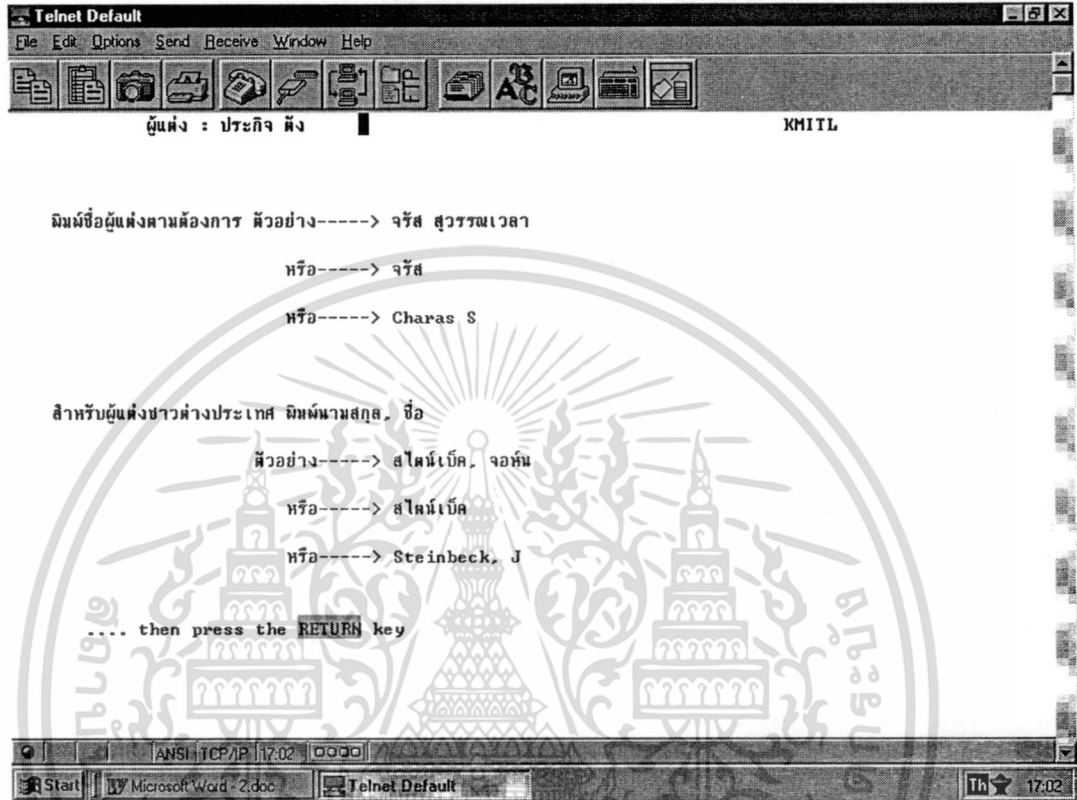 Telnet Default
File Edit Options Send Receive Window Help
ผู้แต่ง : ประกิจ ตัง KMITL
พิมพ์ชื่อผู้แต่งตามต้องการ ตัวอย่าง-----> จรัส สุวรรณเวลา
หรือ-----> จรัส
หรือ-----> Charas S
สำหรับผู้แต่งชาวต่างประเทศ พิมพ์นามสกุล, ชื่อ
ตัวอย่าง-----> สไตน์เบ็ค, จอห์น
หรือ-----> สไตน์เบ็ค
หรือ-----> Steinbeck, J
.... then press the RETURN key
ANSI TCP/IP 17:02
Start Microsoft Word - 2.doc Telnet Default Th 17:02